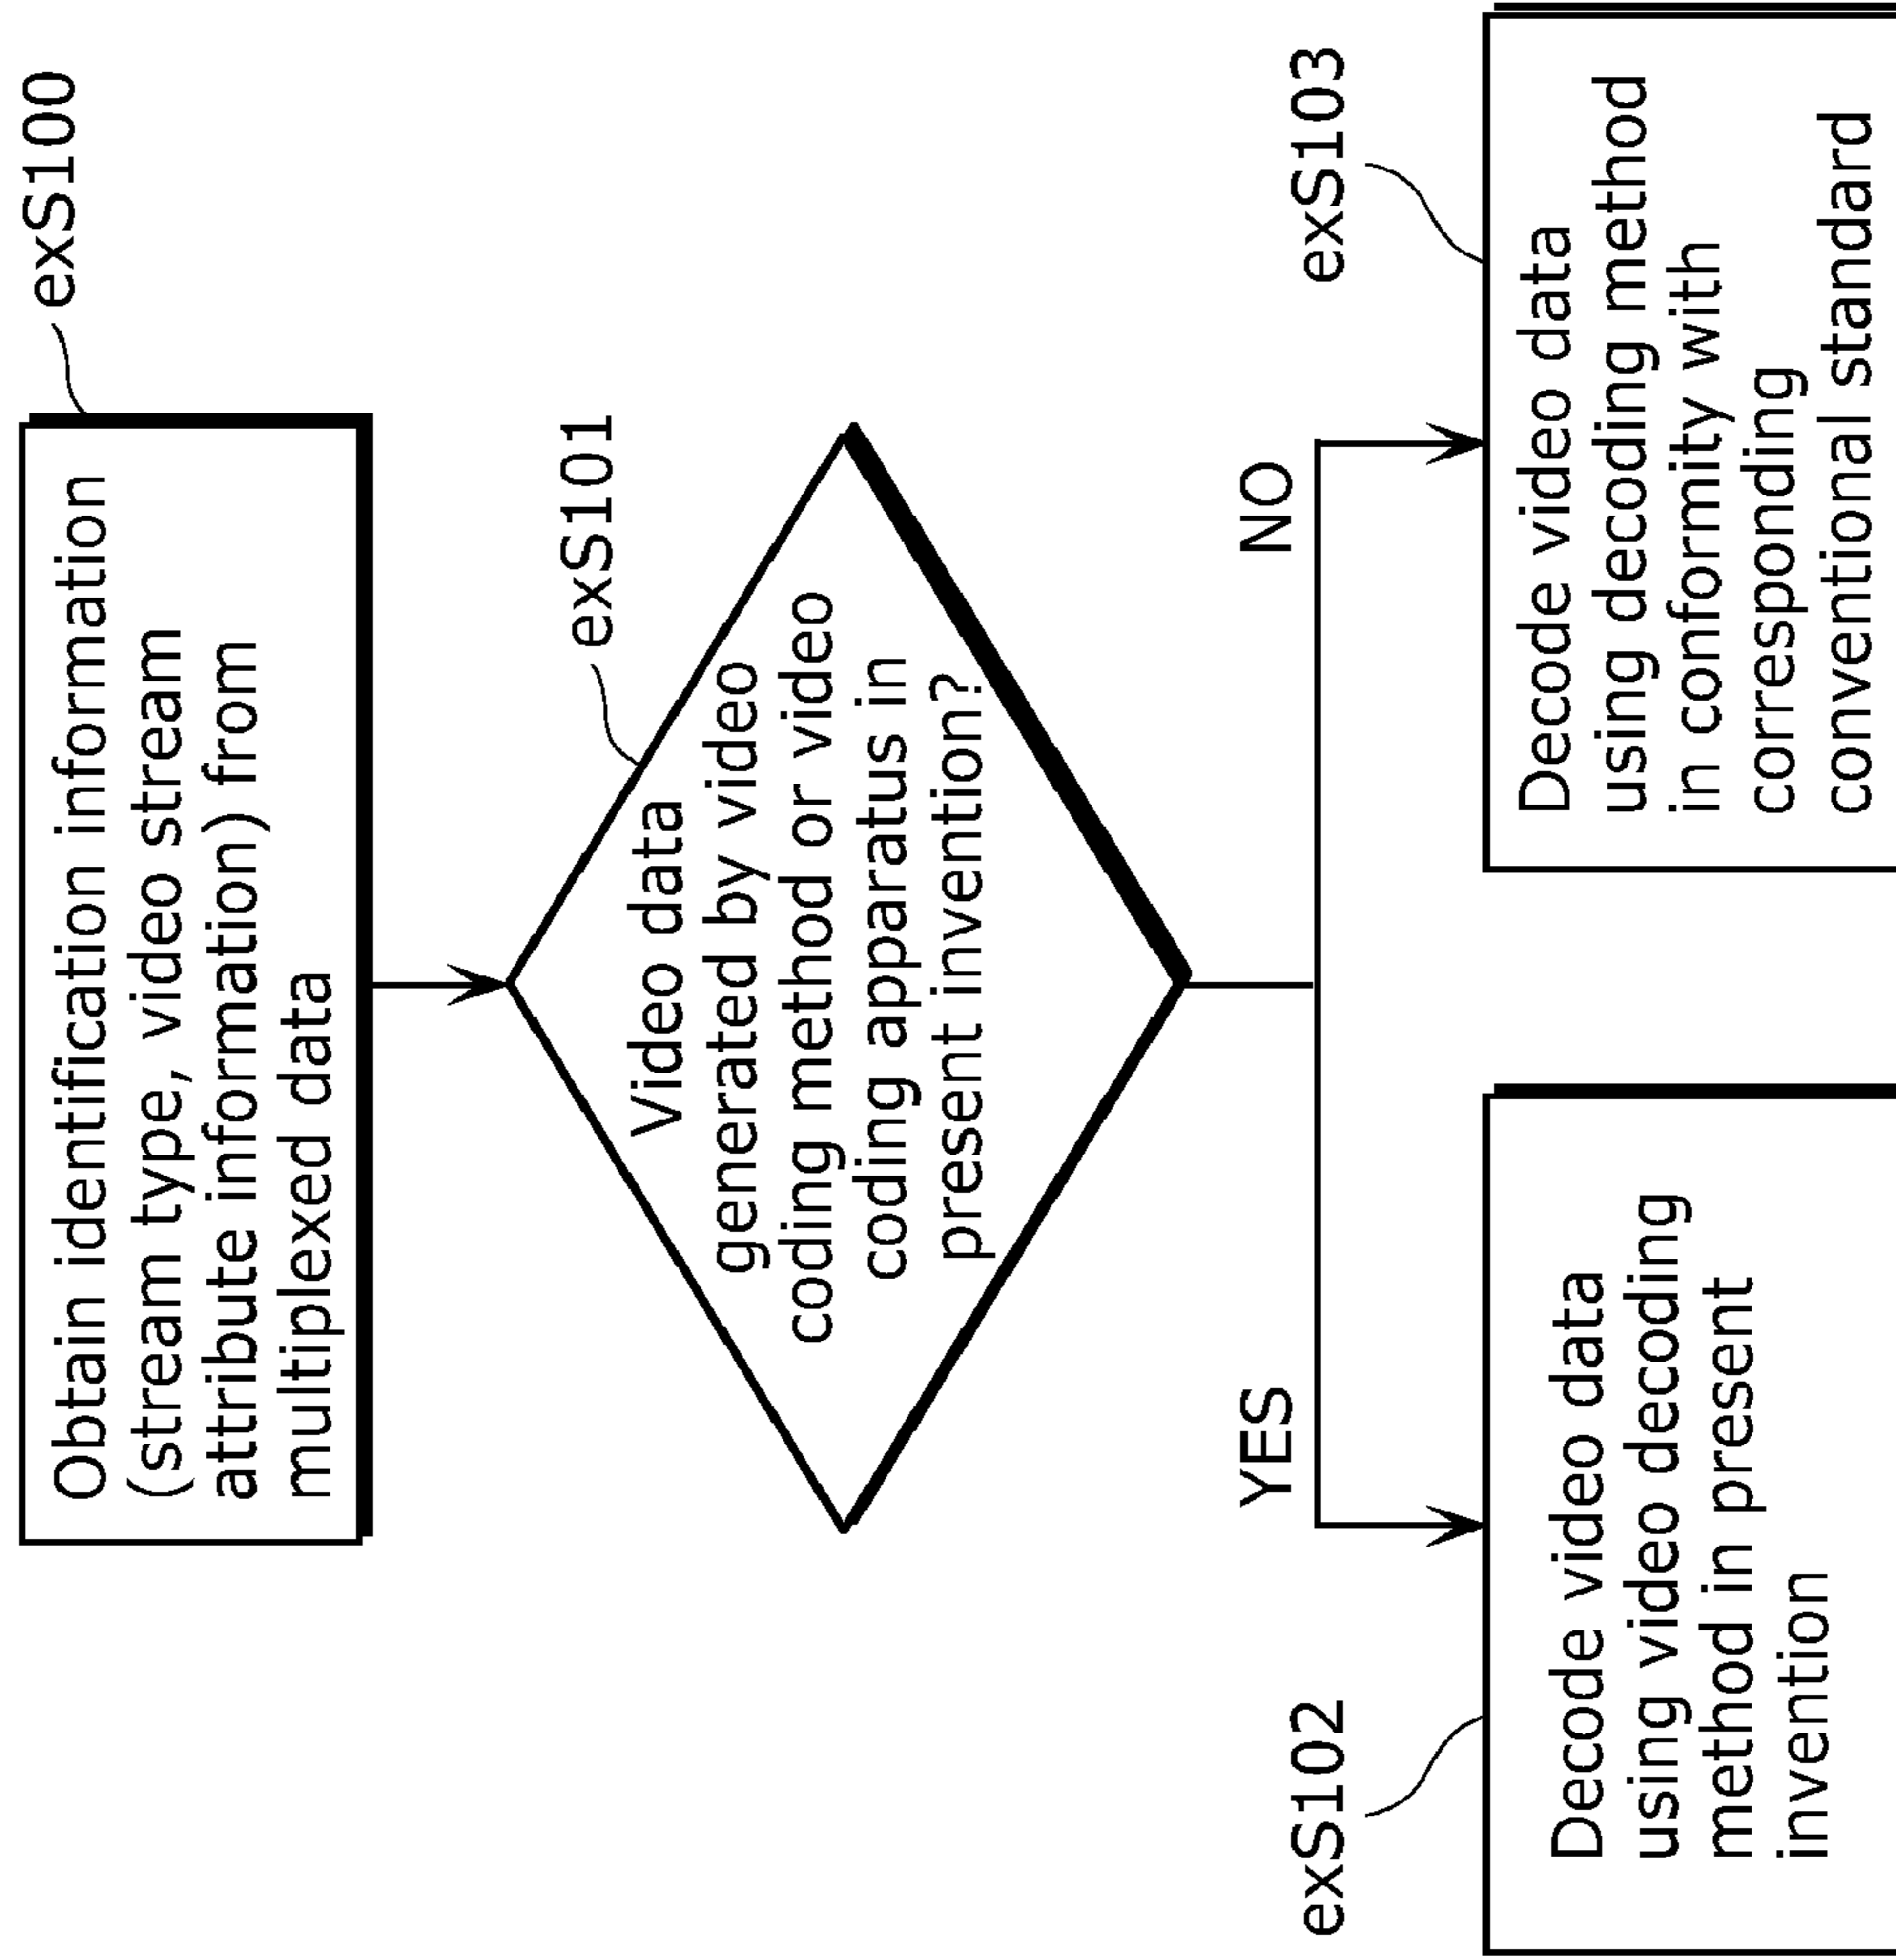 exS100
Obtain identification information
(stream type, video stream
attribute information) from
multiplexed data
exS101
Video data
generated by video
coding method or video
coding apparatus in
present invention?
YES
NO
exS102
Decode video data
using video decoding
method in present
invention
exS103
Decode video data
using decoding method
in conformity with
corresponding
conventional standard